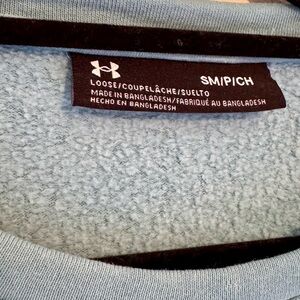 SM/P/CH
LOOSE/COUPELÂCHE/SUELTO
MADE IN BANGLADESH/FABRIQUÉ AU BANGLADESH
HECHO EN BANGLADESH